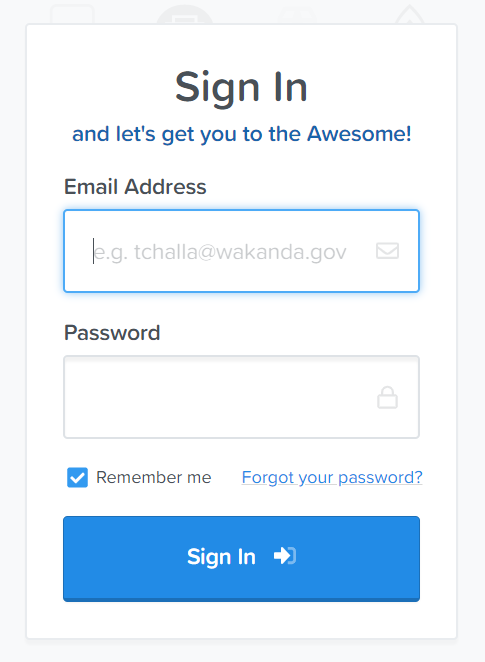 Sign In
and let's get you to the Awesome!
Email Address
e.g. tchalla@wakanda.gov
Password
Remember me Forgot your password?
Sign In